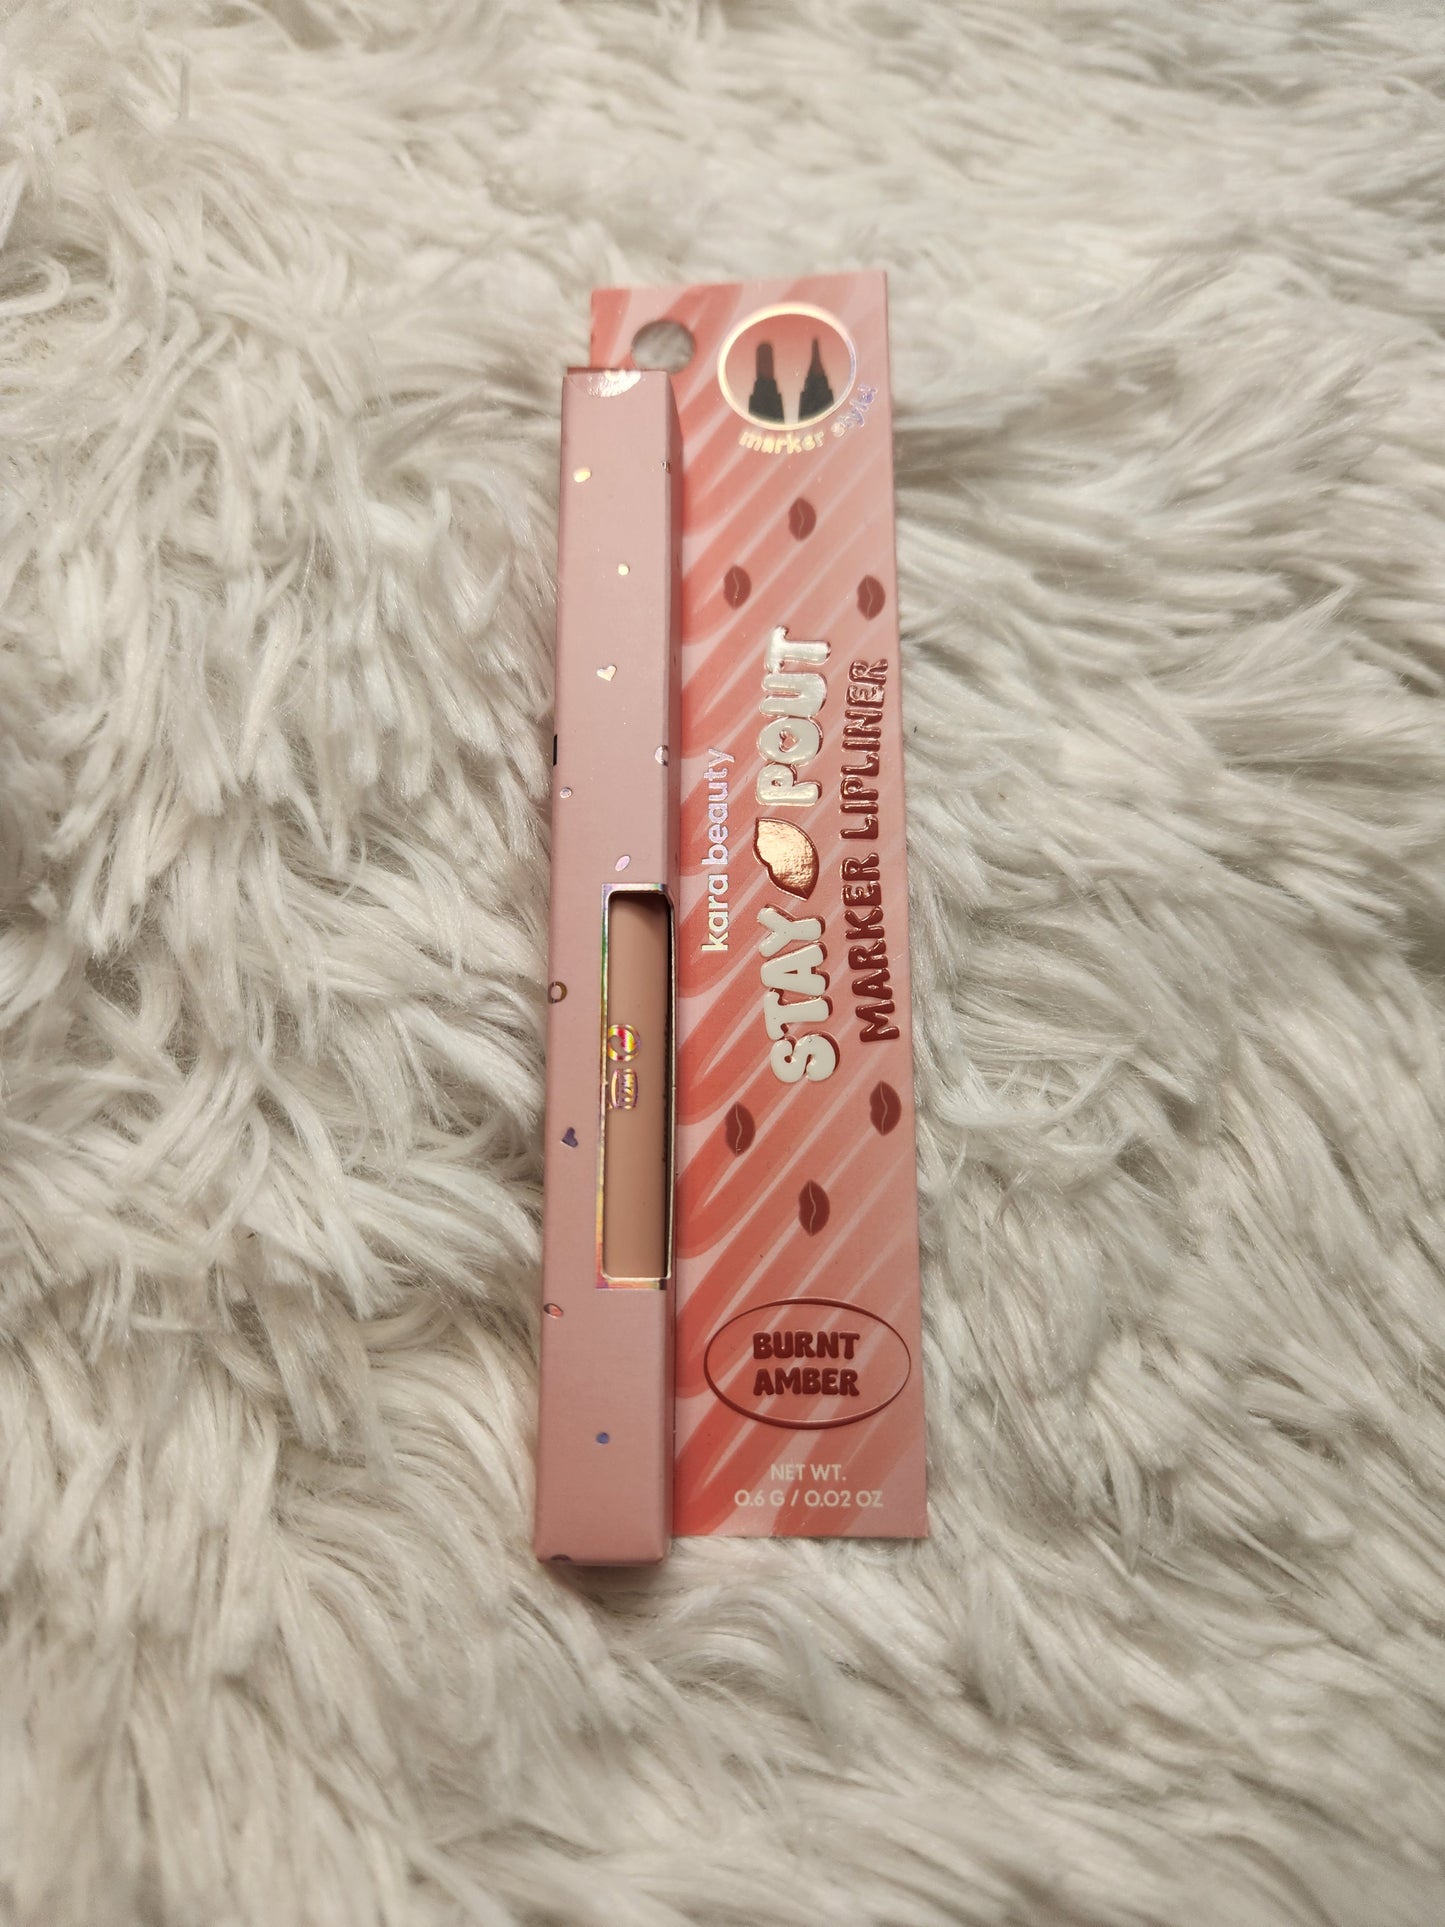 marker style!
kara beauty
STAY POUT
MARKER LIPLINER
BURNT
AMBER
NET WT.
0.6 G / 0.02 OZ